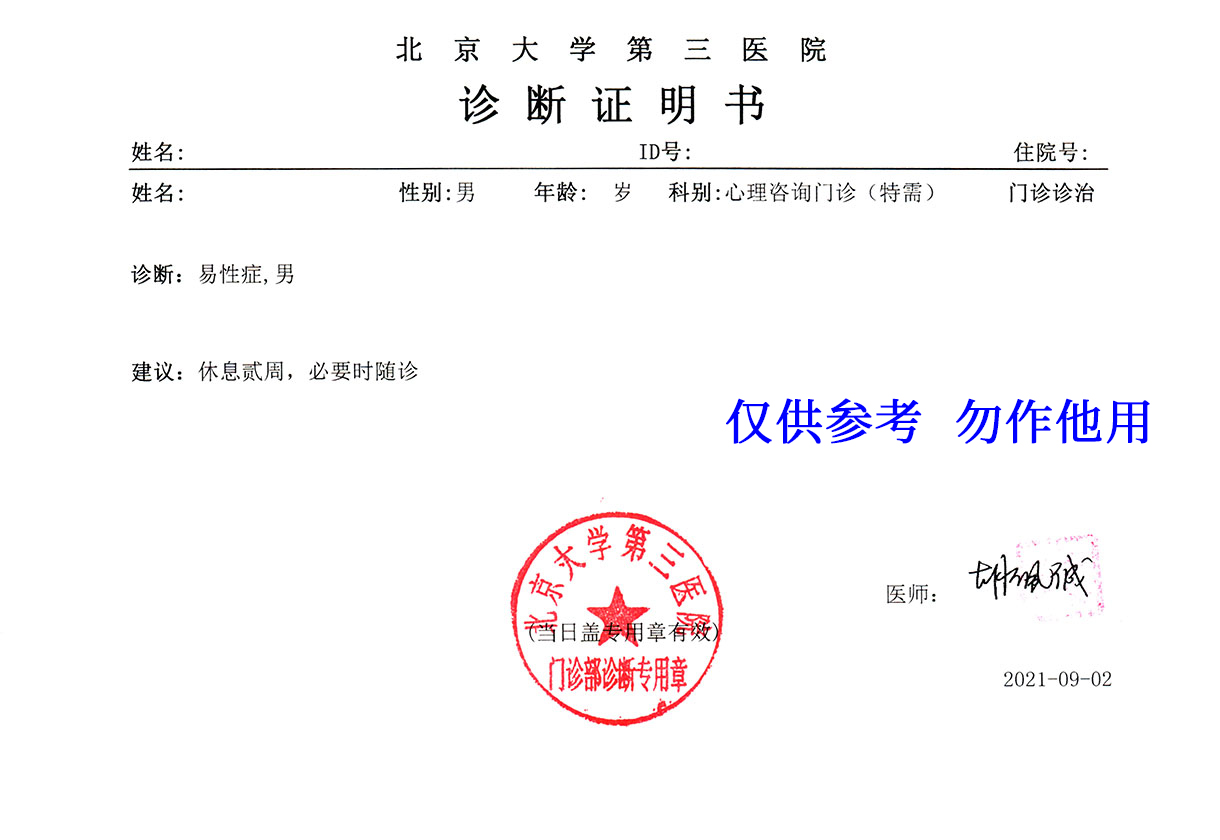 北京大学第三医院
诊断证明书
姓名: ID号: 住院号:
姓名: 性别:男 年龄: 岁 科别:心理咨询门诊（特需） 门诊诊治
诊断：易性症,男
建议：休息贰周，必要时随诊
仅供参考 勿作他用
北京大学第三医院
(当日盖专用章有效)
门诊部诊断专用章
医师： 胡佩诚
2021-09-02